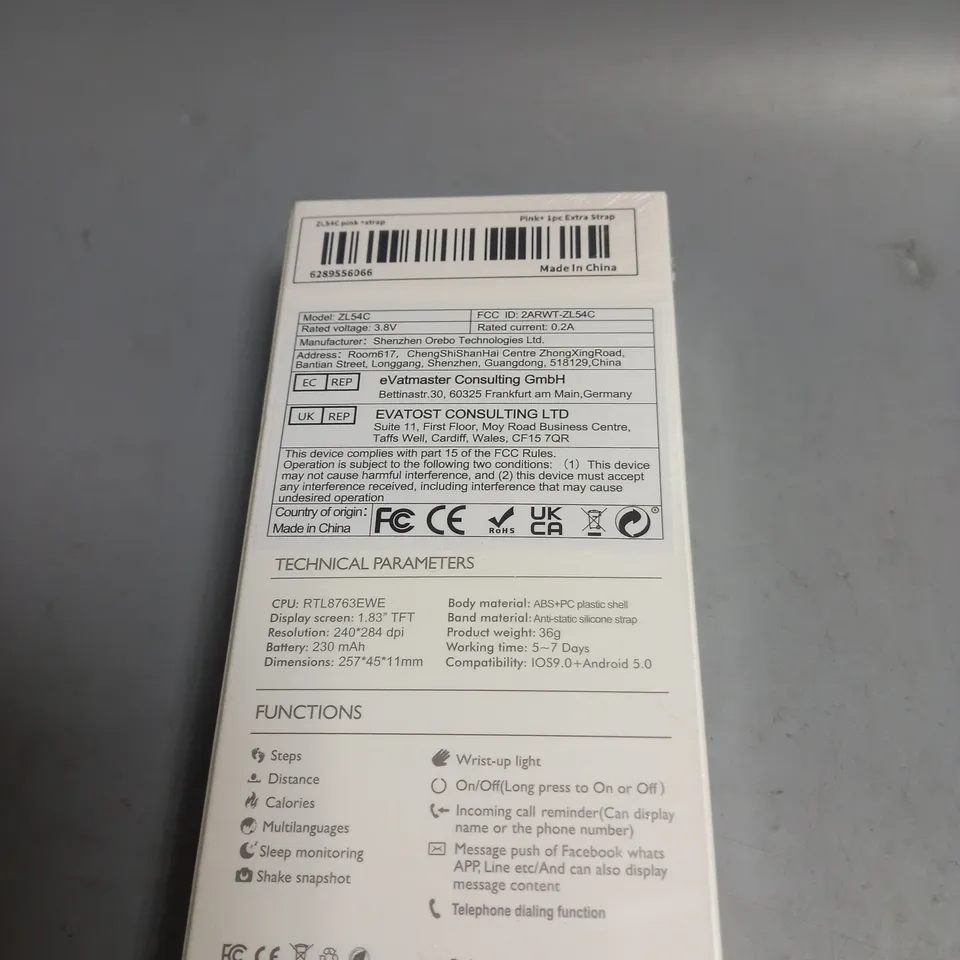 ZL54C pink +strap
Pink+ 1pc Extra Strap
6289556066
Made In China
Model: ZL54C
FCC ID: 2ARWT-ZL54C
Rated voltage: 3.8V
Rated current: 0.2A
Manufacturer: Shenzhen Orebo Technologies Ltd.
Address: Room617, ChengShiShanHai Centre ZhongXingRoad,
Bantian Street, Longgang, Shenzhen, Guangdong, 518129,China
EC REP
eVatmaster Consulting GmbH
Bettinastr.30, 60325 Frankfurt am Main,Germany
UK REP
EVATOST CONSULTING LTD
Suite 11, First Floor, Moy Road Business Centre,
Taffs Well, Cardiff, Wales, CF15 7QR
This device complies with part 15 of the FCC Rules.
Operation is subject to the following two conditions: (1) This device
may not cause harmful interference, and (2) this device must accept
any interference received, including interference that may cause
undesired operation
Country of origin:
Made in China
FC CE RoHS UK CA
TECHNICAL PARAMETERS
CPU: RTL8763EWE
Display screen: 1.83” TFT
Resolution: 240*284 dpi
Battery: 230 mAh
Dimensions: 257*45*11mm
Body material: ABS+PC plastic shell
Band material: Anti-static silicone strap
Product weight: 36g
Working time: 5~7 Days
Compatibility: IOS9.0+Android 5.0
FUNCTIONS
Steps
Distance
Calories
Multilanguages
Sleep monitoring
Shake snapshot
Wrist-up light
On/Off(Long press to On or Off )
Incoming call reminder(Can display
name or the phone number)
Message push of Facebook whats
APP, Line etc/And can also display
message content
Telephone dialing function
FC CE